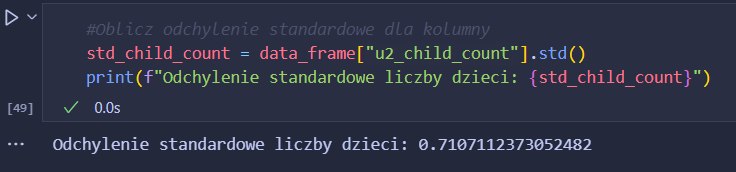 #Oblicz odchylenie standardowe dla kolumny
std_child_count = data_frame["u2_child_count"].std()
print(f"Odchylenie standardowe liczby dzieci: {std_child_count}")
[49]
0.0s
Odchylenie standardowe liczby dzieci: 0.7107112373052482